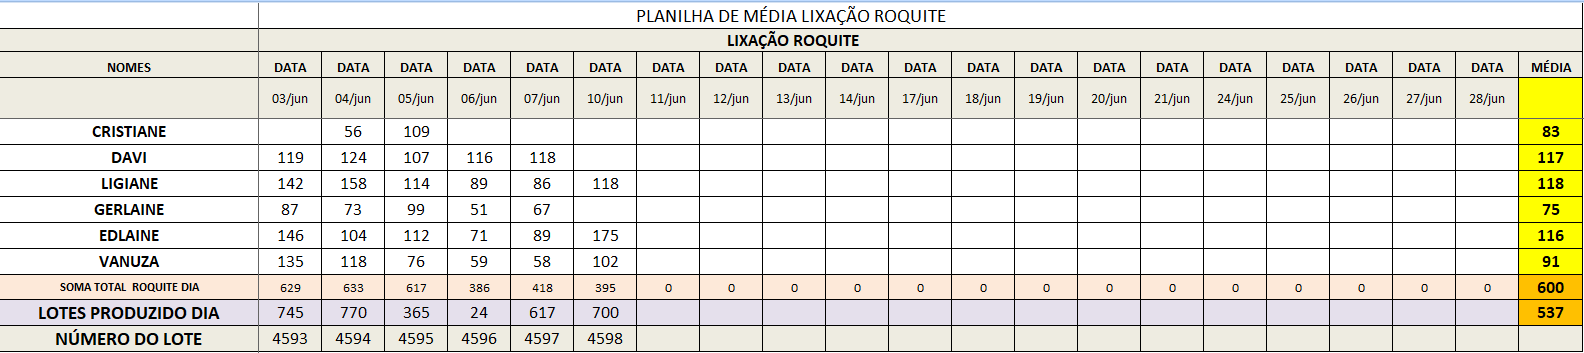 PLANILHA DE MÉDIA LIXAÇÃO ROQUITE
LIXAÇÃO ROQUITE
NOMES DATA DATA DATA DATA DATA DATA DATA DATA DATA DATA DATA DATA DATA DATA DATA DATA DATA DATA DATA DATA MÉDIA
03/jun 04/jun 05/jun 06/jun 07/jun 10/jun 11/jun 12/jun 13/jun 14/jun 17/jun 18/jun 19/jun 20/jun 21/jun 24/jun 25/jun 26/jun 27/jun 28/jun
CRISTIANE 56 109 83
DAVI 119 124 107 116 118 117
LIGIANE 142 158 114 89 86 118 118
GERLAINE 87 73 99 51 67 75
EDLAINE 146 104 112 71 89 175 116
VANUZA 135 118 76 59 58 102 91
SOMA TOTAL ROQUITE DIA 629 633 617 386 418 395 0 0 0 0 0 0 0 0 0 0 0 0 0 0 600
LOTES PRODUZIDO DIA 745 770 365 24 617 700 537
NÚMERO DO LOTE 4593 4594 4595 4596 4597 4598